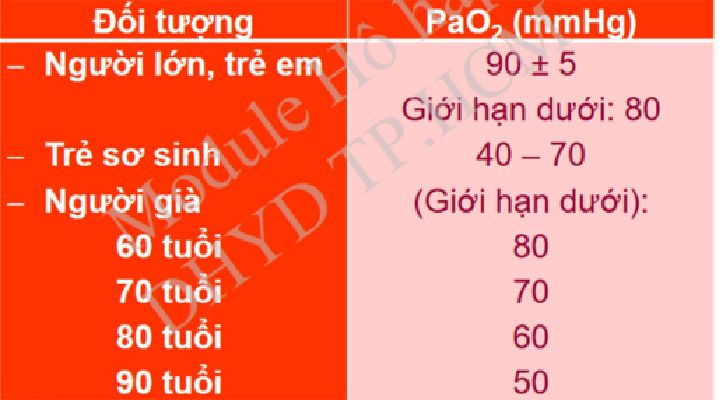 Đối tượng PaO2 (mmHg)
– Người lớn, trẻ em 90 ± 5
Giới hạn dưới: 80
– Trẻ sơ sinh 40 – 70
– Người già (Giới hạn dưới):
60 tuổi 80
70 tuổi 70
80 tuổi 60
90 tuổi 50
Module Hô hấ
ĐHYD TP.HCM